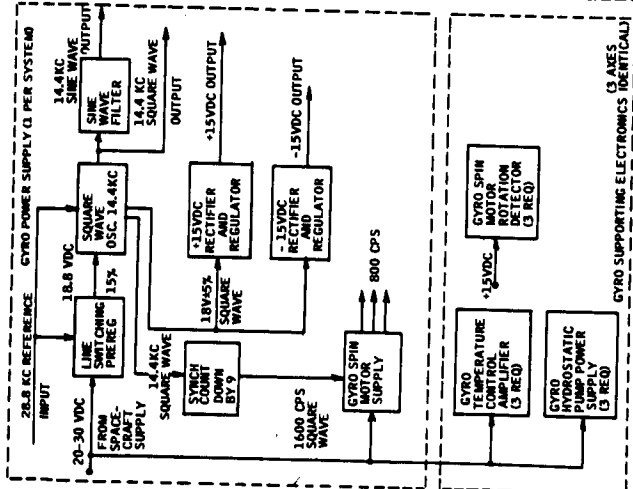 28.8 KC REFERENCE
INPUT
GYRO POWER SUPPLY (1 PER SYSTEM)
20-30 VDC
FROM
SPACE-
CRAFT
SUPPLY
LINE
SWITCHING
PREREG
18.8 VDC
15%
SQUARE
WAVE
OSC. 14.4KC
SINE
WAVE
FILTER
14.4KC
SINE WAVE
OUTPUT
14.4 KC
SQUARE WAVE
OUTPUT
14.4KC
SQUARE WAVE
SYNCH
COUNT
DOWN
BY 9
18V±5%
SQUARE
WAVE
+15VDC
RECTIFIER
AND
REGULATOR
+15VDC OUTPUT
-15VDC
RECTIFIER
AND
REGULATOR
-15VDC OUTPUT
1600 CPS
SQUARE
WAVE
GYRO SPIN
MOTOR
SUPPLY
800 CPS
GYRO
TEMPERATURE
CONTROL
AMPLIFIER
(3 REQ)
+15VDC
GYRO SPIN
MOTOR
ROTATION
DETECTOR
(3 REQ)
GYRO
HYDROSTATIC
PUMP POWER
SUPPLY
(3 REQ)
(3 AXES
GYRO SUPPORTING ELECTRONICS IDENTICAL)